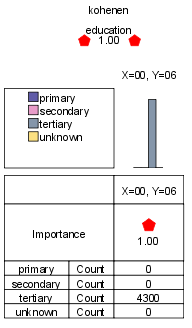 kohenen
education
1.00
X=00, Y=06
primary
secondary
tertiary
unknown
X=00, Y=06
Importance
1.00
primary Count 0
secondary Count 0
tertiary Count 4300
unknown Count 0